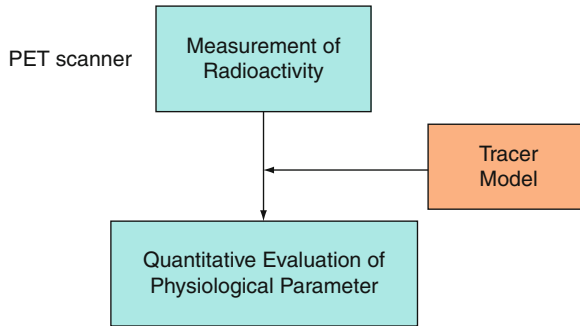 PET scanner
Measurement of
Radioactivity
Tracer
Model
Quantitative Evaluation of
Physiological Parameter